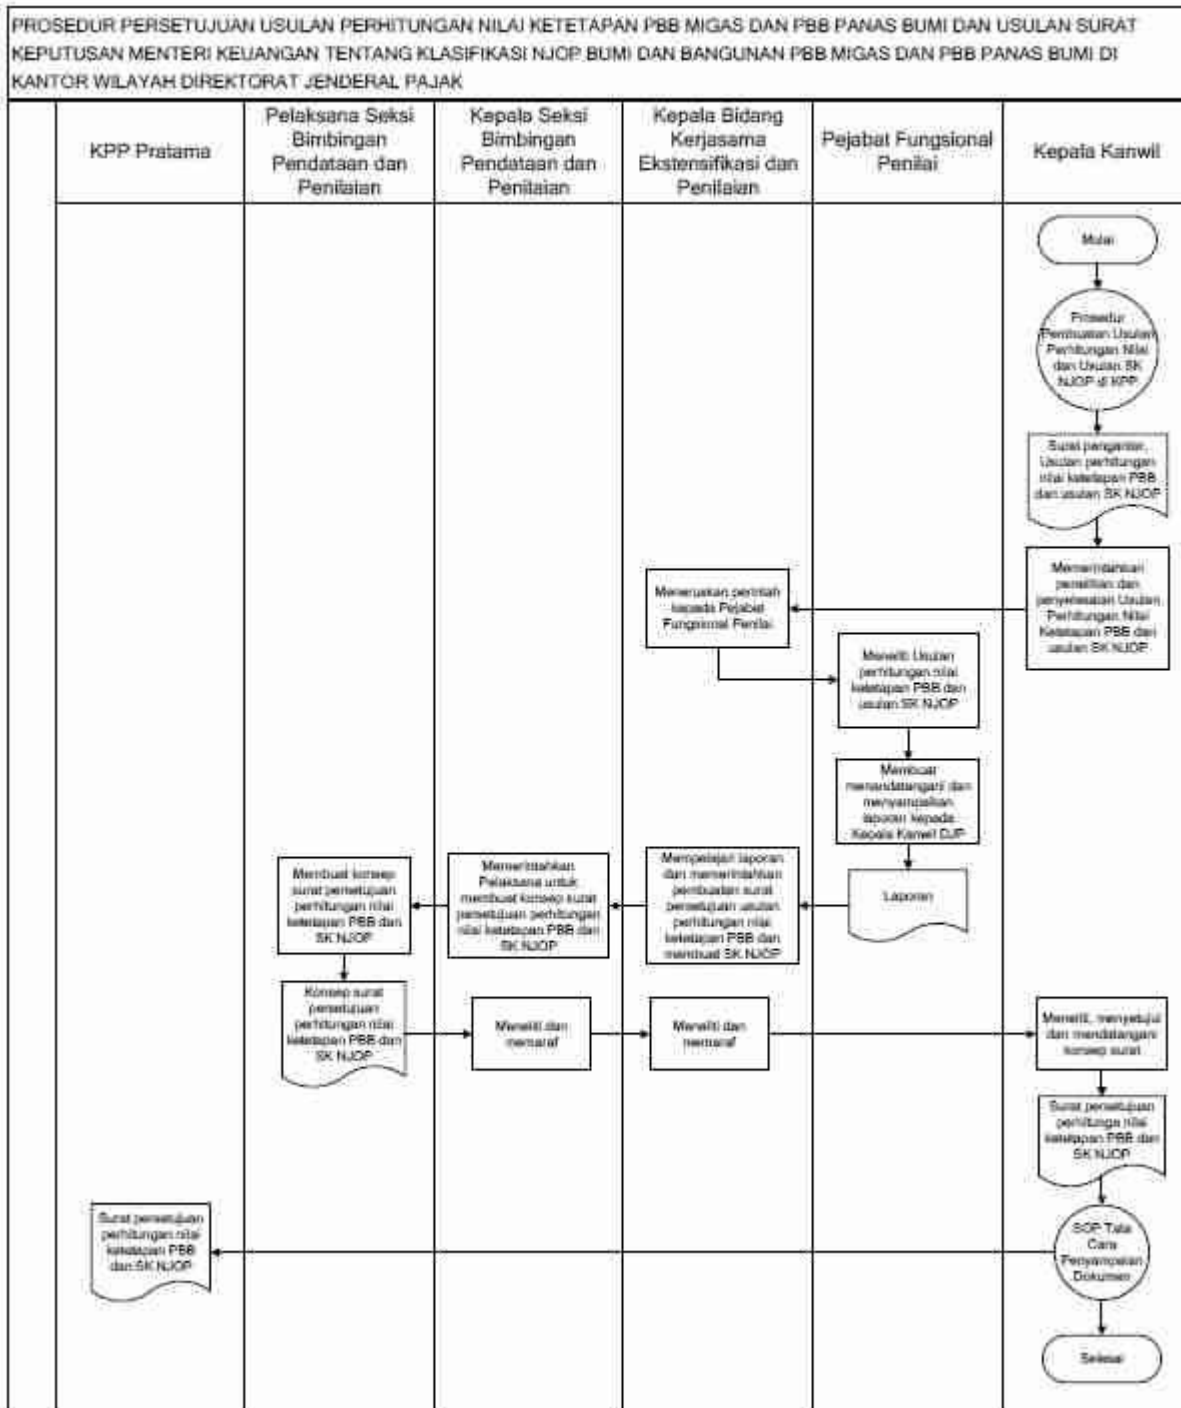 PROSEDUR PERSETUJUAN USULAN PERHITUNGAN NILAI KETETAPAN PBB MIGAS DAN PBB PANAS BUMI DAN USULAN SURAT
KEPUTUSAN MENTERI KEUANGAN TENTANG KLASIFIKASI NJOP BUMI DAN BANGUNAN PBB MIGAS DAN PBB PANAS BUMI DI
KANTOR WILAYAH DIREKTORAT JENDERAL PAJAK
KPP Pratama
Pelaksana Seksi
Bimbingan
Pendataan dan
Penilaian
Kepala Seksi
Bimbingan
Pendataan dan
Penilaian
Kepala Bidang
Kerjasama
Ekstensifikasi dan
Penilaian
Pejabat Fungsional
Penilai
Kepala Kanwil
Mulai
Prosedur
Pembuatan Usulan
Perhitungan Nilai
dan Usulan SK
NJOP di KPP
Surat pengantar,
Usulan perhitungan
nilai ketetapan PBB
dan usulan SK NJOP
Memerintahkan
penelitian dan
penyelesaian Usulan
Perhitungan Nilai
Ketetapan PBB dan
usulan SK NJOP
Meneruskan perintah
kepada Pejabat
Fungsional Penilai
Meneliti Usulan
perhitungan nilai
ketetapan PBB dan
usulan SK NJOP
Membuat
menandatangani dan
menyampaikan
laporan kepada
Kepala Kanwil DJP
Laporan
Mempelajari laporan
dan memerintahkan
pembuatan surat
persetujuan usulan
perhitungan nilai
ketetapan PBB dan
membuat SK NJOP
Memerintahkan
Pelaksana untuk
membuat konsep surat
persetujuan perhitungan
nilai ketetapan PBB dan
SK NJOP
Membuat konsep
surat persetujuan
perhitungan nilai
ketetapan PBB dan
SK NJOP
Konsep surat
persetujuan
perhitungan nilai
ketetapan PBB dan
SK NJOP
Meneliti dan
memaraf
Meneliti dan
memaraf
Meneliti, menyetujui
dan mendatangani
konsep surat
Surat persetujuan
perhitunga nilai
ketetapan PBB dan
SK NJOP
SOP Tata
Cara
Penyampaian
Dokumen
Surat persetujuan
perhitungan nilai
ketetapan PBB
dan SK NJOP
Selesai